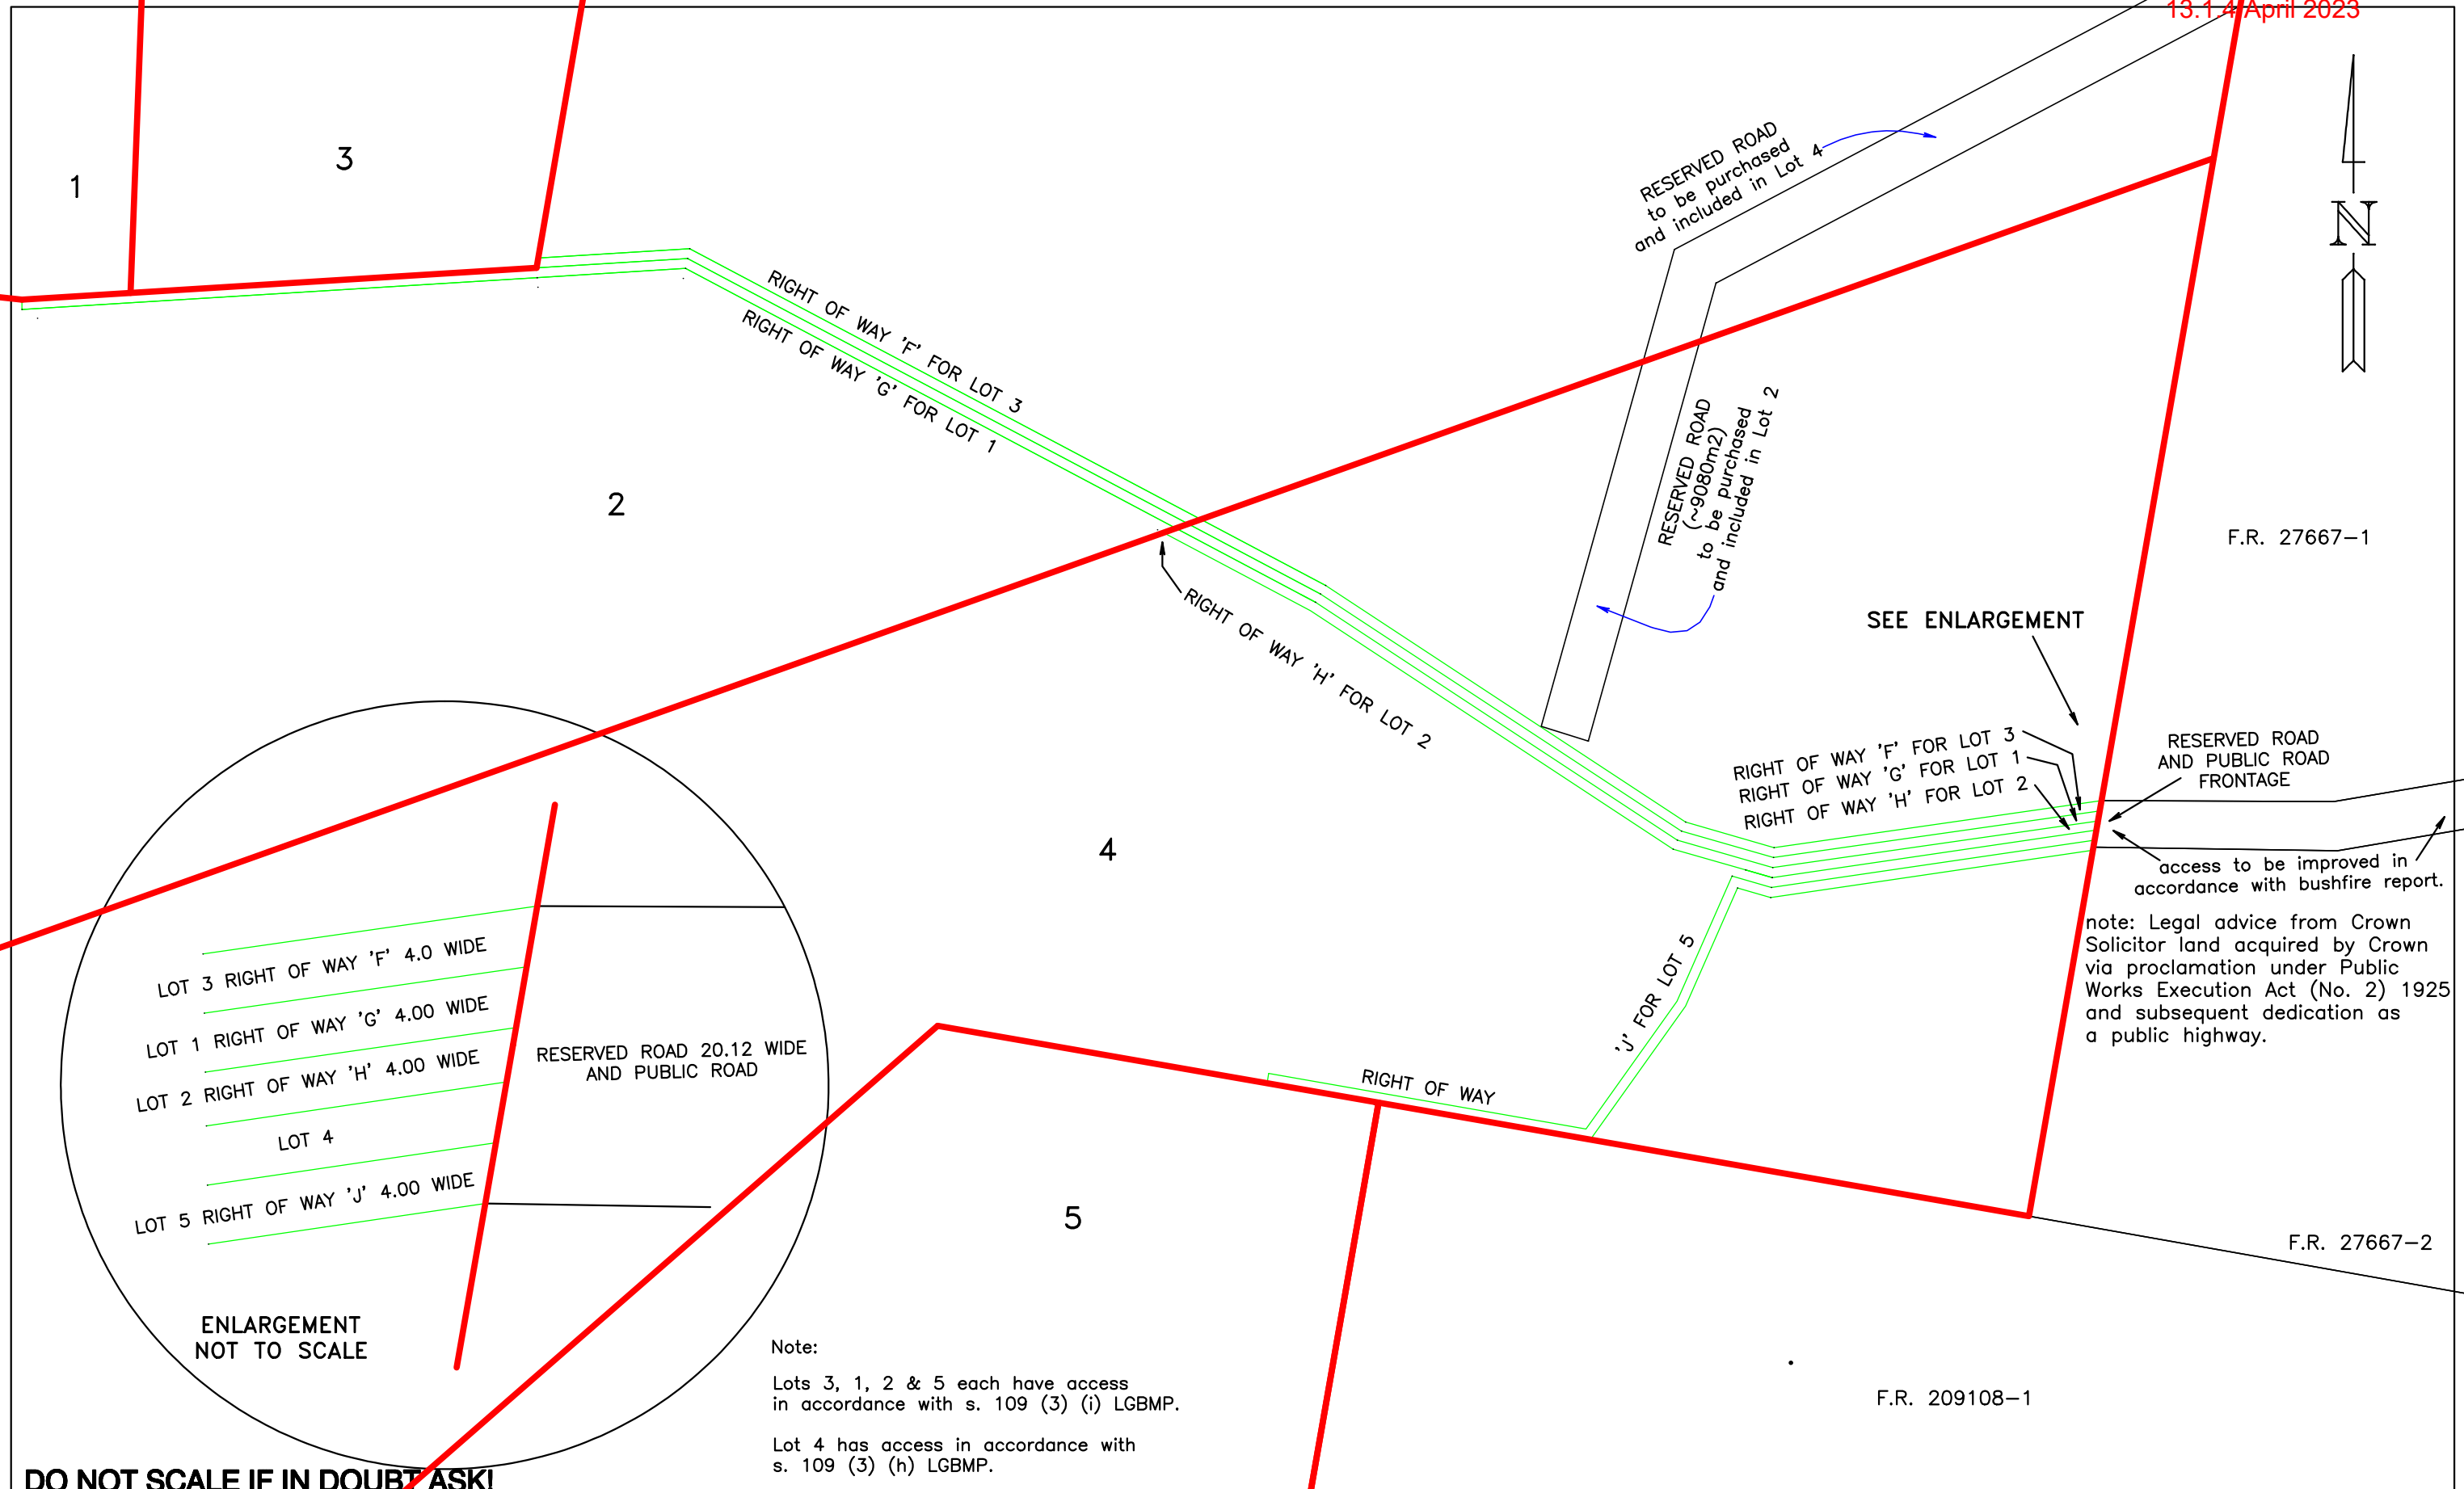 13.1.4 April 2023
1
3
RESERVED ROAD
to be purchased
and included in Lot 4
N
RIGHT OF WAY 'F' FOR LOT 3
RIGHT OF WAY 'G' FOR LOT 1
2
RESERVED ROAD
(~9080m2)
to be purchased
and included in Lot 2
F.R. 27667-1
RIGHT OF WAY 'H' FOR LOT 2
SEE ENLARGEMENT
RIGHT OF WAY 'F' FOR LOT 3
RIGHT OF WAY 'G' FOR LOT 1
RIGHT OF WAY 'H' FOR LOT 2
RESERVED ROAD
AND PUBLIC ROAD
FRONTAGE
4
access to be improved in
accordance with bushfire report.
note: Legal advice from Crown
Solicitor land acquired by Crown
via proclamation under Public
Works Execution Act (No. 2) 1925
and subsequent dedication as
a public highway.
LOT 3 RIGHT OF WAY 'F' 4.0 WIDE
LOT 1 RIGHT OF WAY 'G' 4.00 WIDE
LOT 2 RIGHT OF WAY 'H' 4.00 WIDE
LOT 4
LOT 5 RIGHT OF WAY 'J' 4.00 WIDE
RESERVED ROAD 20.12 WIDE
AND PUBLIC ROAD
ENLARGEMENT
NOT TO SCALE
RIGHT OF WAY
'J' FOR LOT 5
5
F.R. 27667-2
F.R. 209108-1
Note:
Lots 3, 1, 2 & 5 each have access
in accordance with s. 109 (3) (i) LGBMP.
Lot 4 has access in accordance with
s. 109 (3) (h) LGBMP.
DO NOT SCALE IF IN DOUBT ASK!